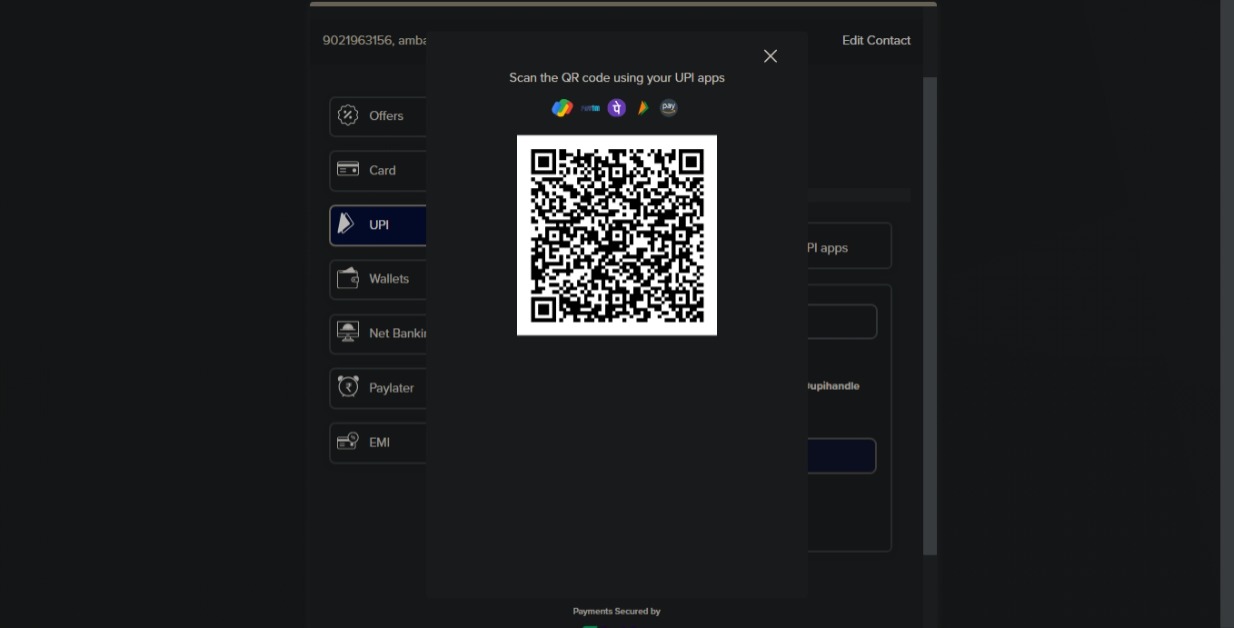 9021963156, amba
Edit Contact
Scan the QR code using your UPI apps
paytm
पे
pay
Offers
Card
UPI
Wallets
Net Bankin
Paylater
EMI
PI apps
upihandle
Payments Secured by